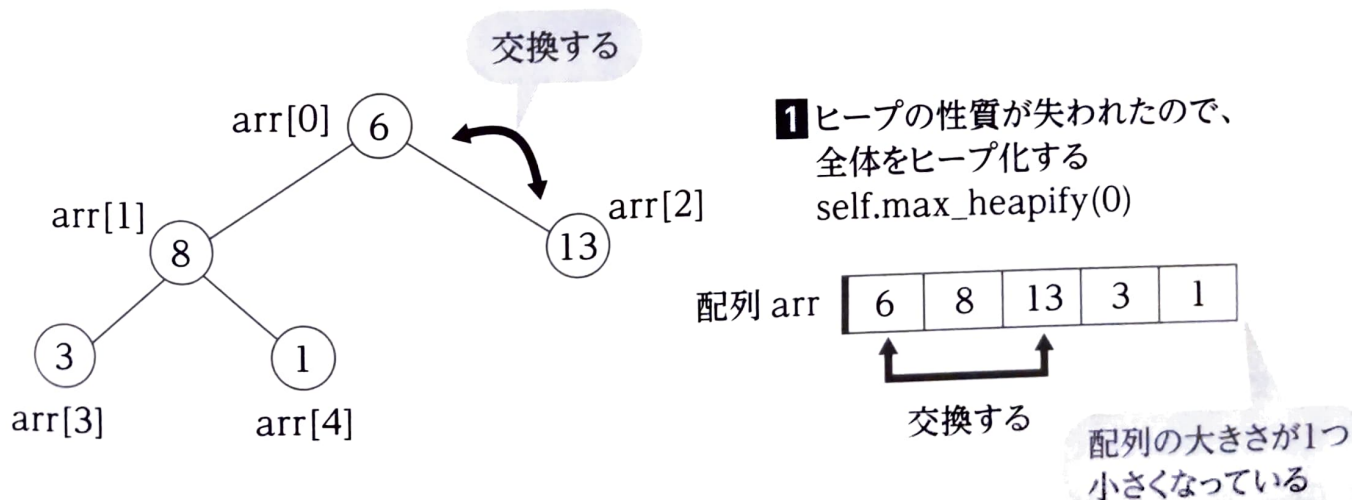 交換する
arr[0]
6
arr[1]
8
arr[2]
13
3
1
arr[3]
arr[4]
1 ヒープの性質が失われたので、
全体をヒープ化する
self.max_heapify(0)
配列 arr 6 8 13 3 1
交換する
配列の大きさが1つ
小さくなっている